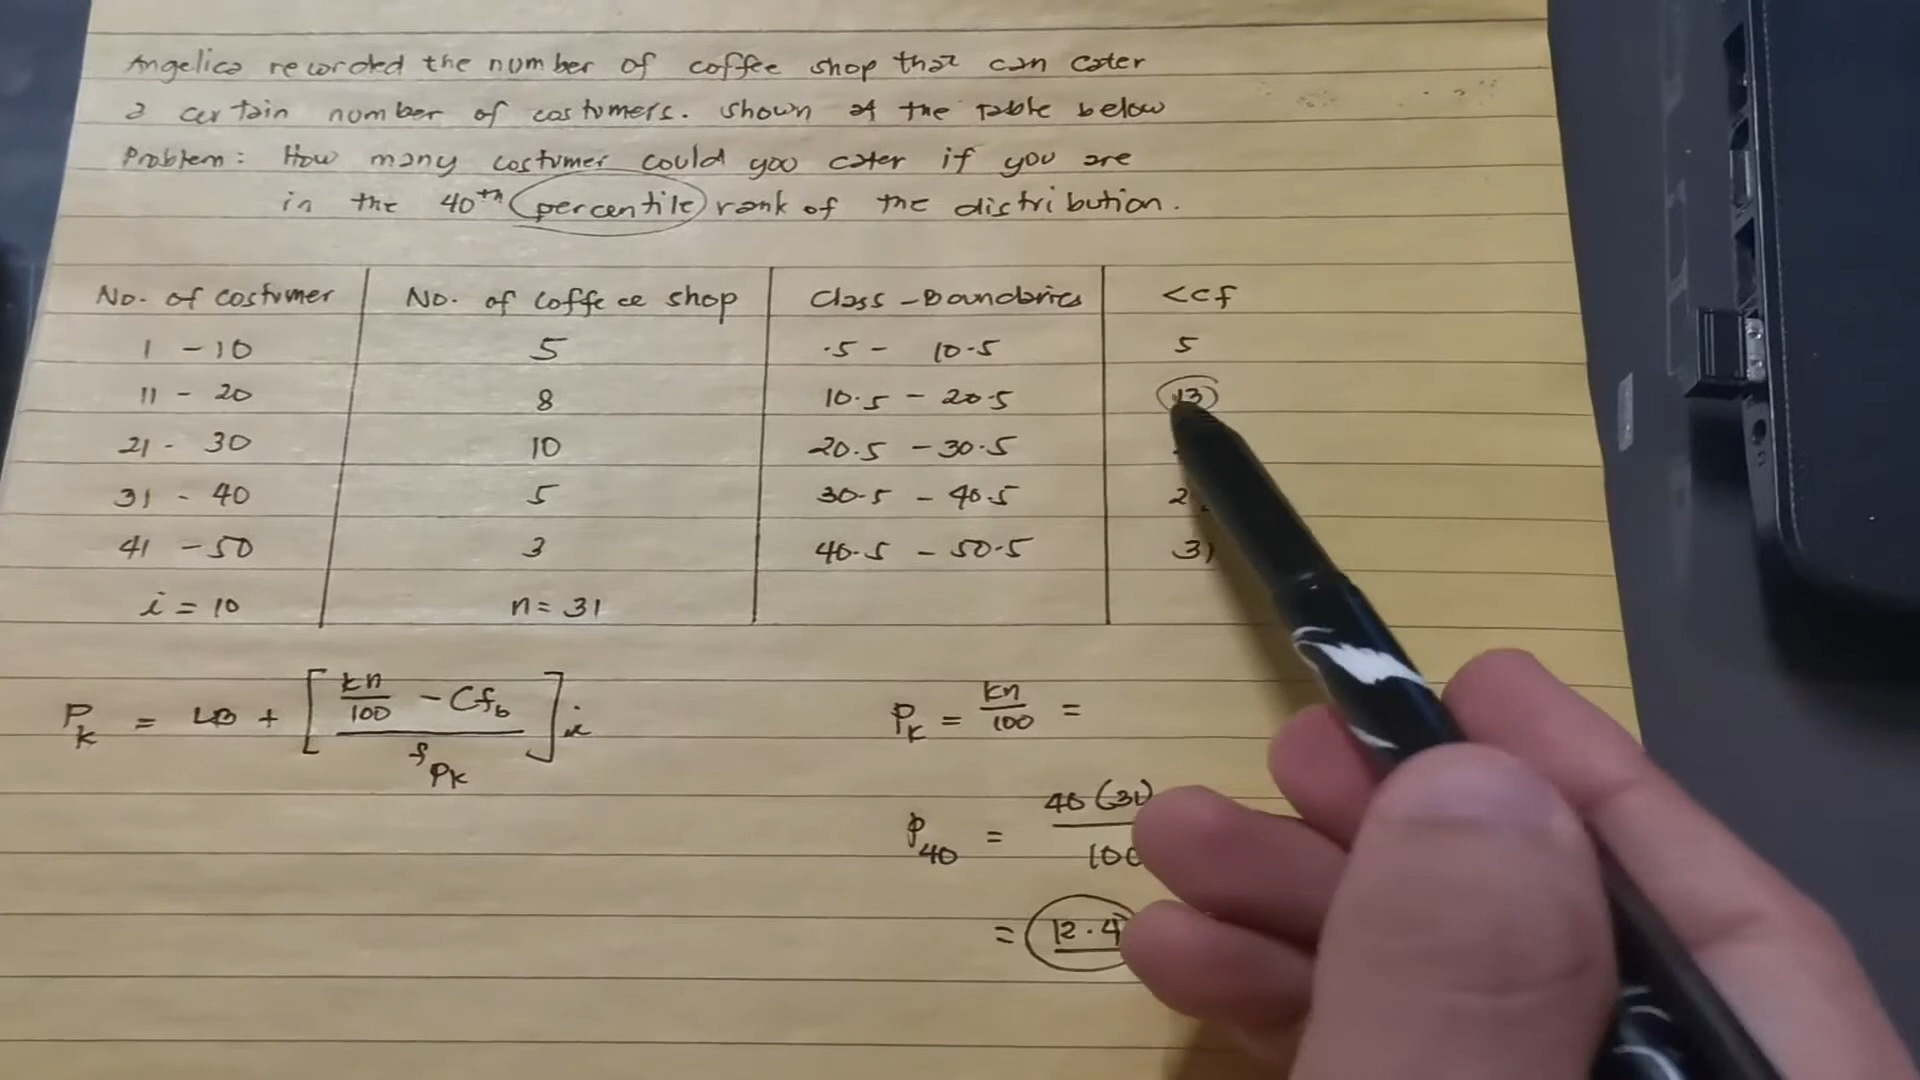 Angelica recorded the number of coffee shop that can cater
a certain number of costumers. shown at the Table below
Problem: How many costumer could you cater if you are
in the 40th percentile rank of the distribution.
No. of costumer No. of coffee shop Class-Boundaries <cf
1 - 10 5 .5 - 10.5 5
11 - 20 8 10.5 - 20.5 13
21 - 30 10 20.5 - 30.5
31 - 40 5 30.5 - 40.5
41 - 50 3 40.5 - 50.5 31
i = 10 n = 31
Pk = LB + [ kn/100 - Cfb / fPk ] i
Pk = kn/100 =
P40 = 40(31)/100
= 12.4